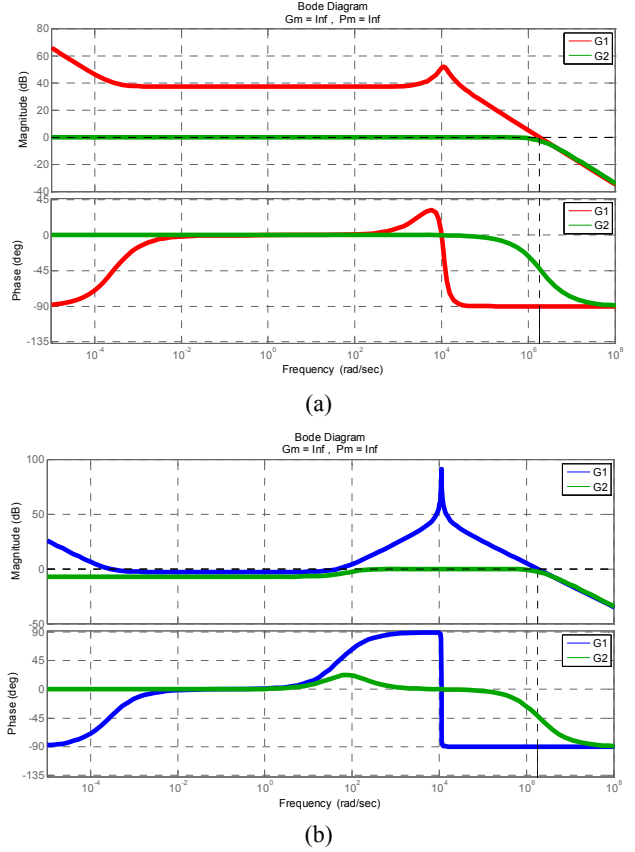 Bode Diagram
Gm = Inf , Pm = Inf
80
60
40
20
0
-20
-40
Magnitude (dB)
G1
G2
45
0
-45
-90
-135
Phase (deg)
G1
G2
10^-4 10^-2 10^0 10^2 10^4 10^6 10^8
Frequency (rad/sec)
(a)
Bode Diagram
Gm = Inf , Pm = Inf
100
50
0
-50
Magnitude (dB)
G1
G2
90
45
0
-45
-90
-135
Phase (deg)
G1
G2
10^-4 10^-2 10^0 10^2 10^4 10^6 10^8
Frequency (rad/sec)
(b)